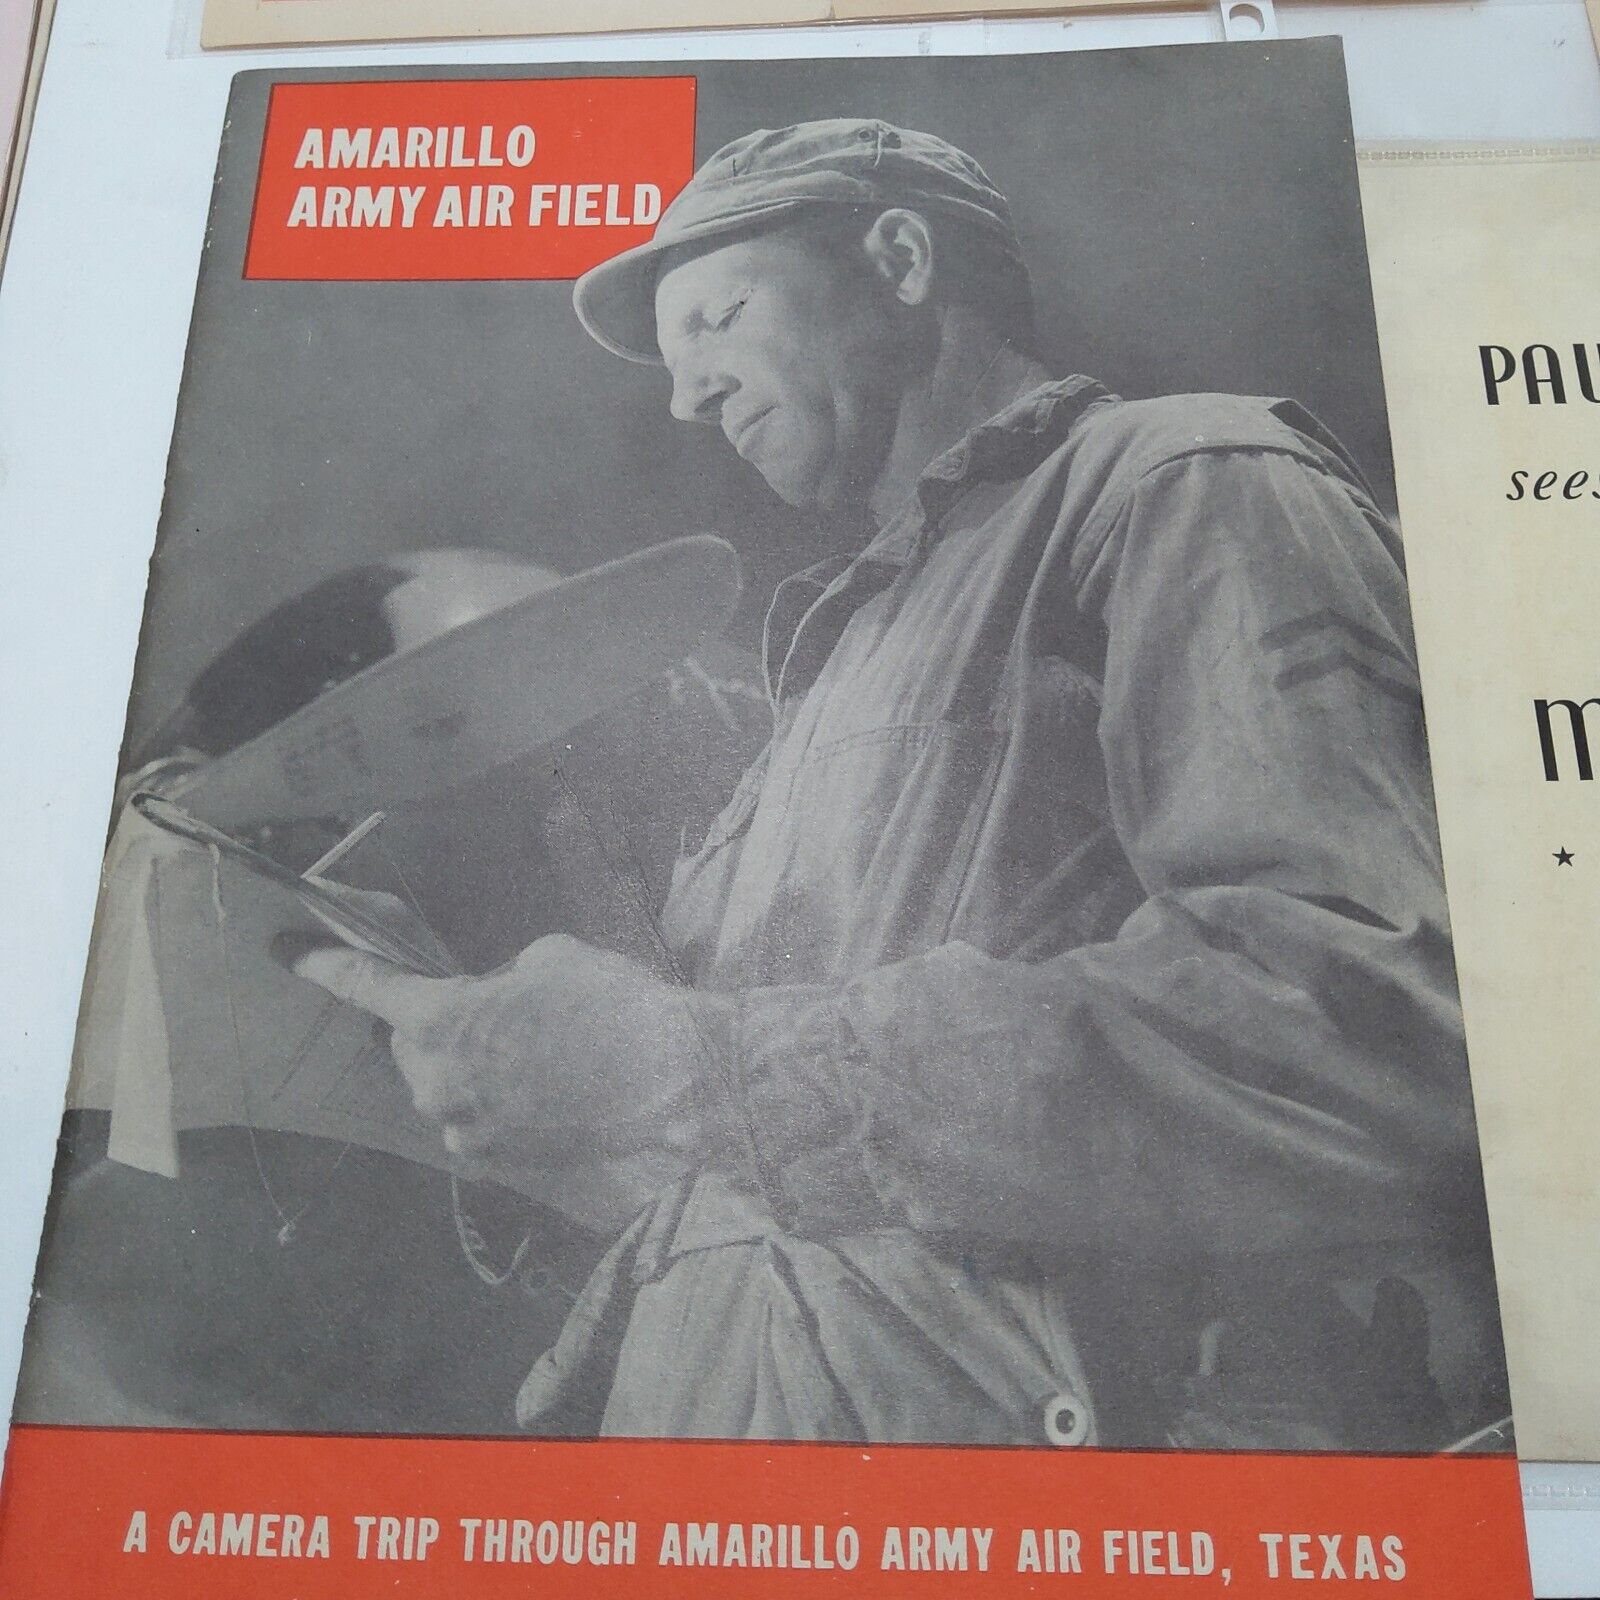 AMARILLO
ARMY AIR FIELD
A CAMERA TRIP THROUGH AMARILLO ARMY AIR FIELD, TEXAS